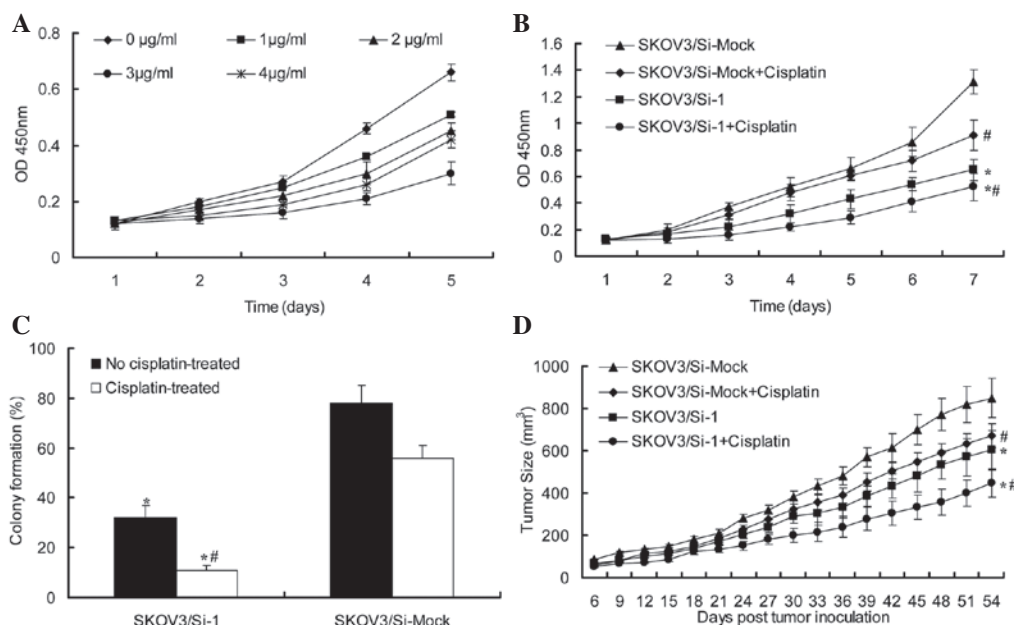 A
0 µg/ml
1µg/ml
2 µg/ml
3µg/ml
4µg/ml
OD 450nm
0.8
0.6
0.4
0.2
0
1 2 3 4 5
Time (days)
B
SKOV3/Si-Mock
SKOV3/Si-Mock+Cisplatin
SKOV3/Si-1
SKOV3/Si-1+Cisplatin
OD 450nm
1.6
1.4
1.2
1.0
0.8
0.6
0.4
0.2
0
#
*
*#
1 2 3 4 5 6 7
Time (days)
C
No cisplatin-treated
Cisplatin-treated
Colony formation (%)
100
80
60
40
20
0
*
*#
SKOV3/Si-1 SKOV3/Si-Mock
D
SKOV3/Si-Mock
SKOV3/Si-Mock+Cisplatin
SKOV3/Si-1
SKOV3/Si-1+Cisplatin
Tumor Size (mm³)
1000
800
600
400
200
0
#
*
*#
6 9 12 15 18 21 24 27 30 33 36 39 42 45 48 51 54
Days post tumor inoculation